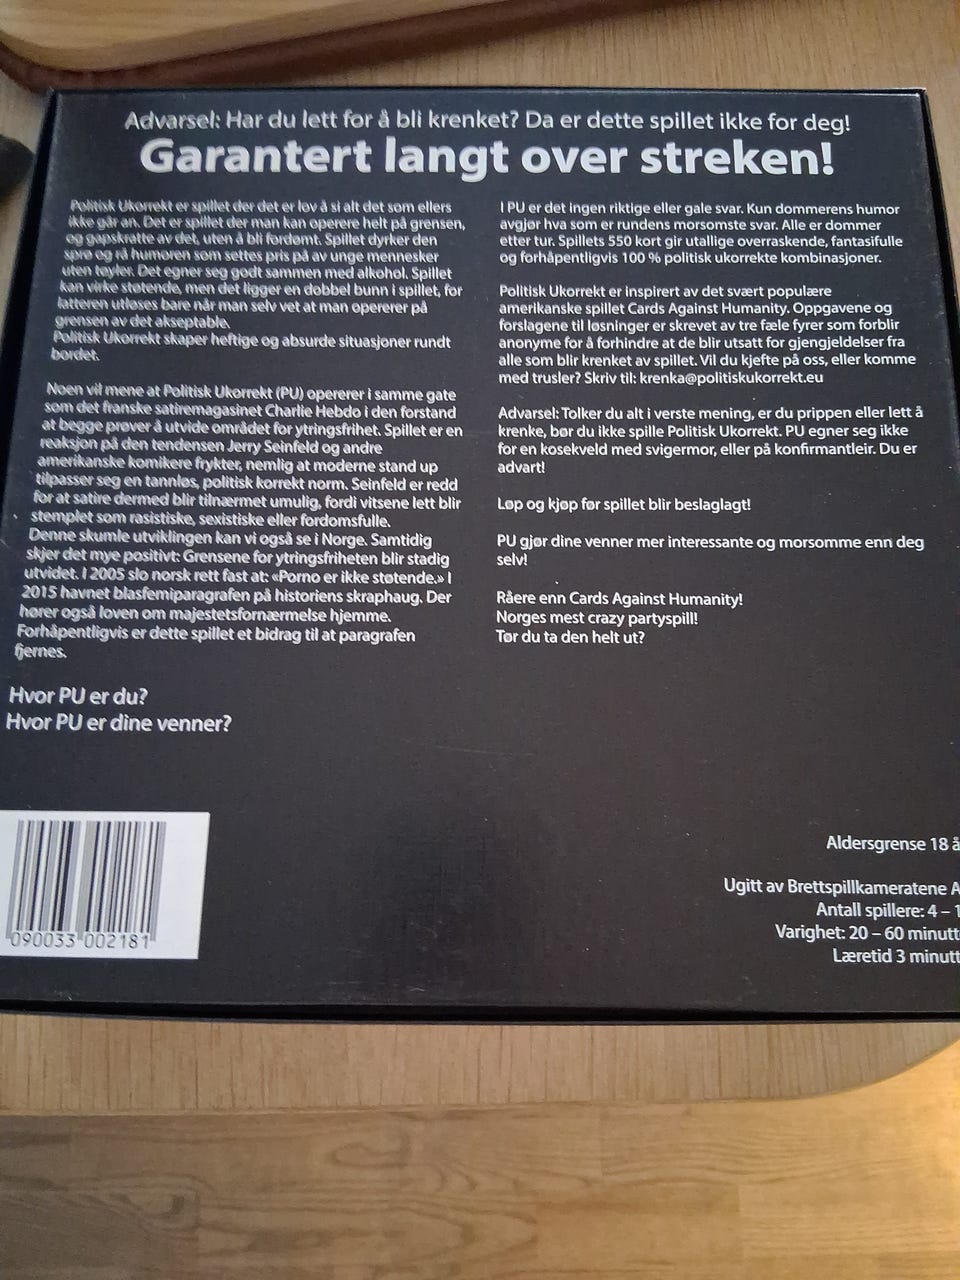 Advarsel: Har du lett for å bli krenket? Da er dette spillet ikke for deg!
Garantert langt over streken!
Politisk Ukorrekt er spillet der det er lov å si alt det som ellers
ikke går an. Det er spillet der man kan operere helt på grensen,
og gapskratte av det, uten å bli fordømt. Spillet dyrker den
sprø og rå humoren som settes pris på av unge mennesker
uten tøyler. Det egner seg godt sammen med alkohol. Spillet
kan virke støtende, men det ligger en dobbel bunn i spillet, for
latteren utløses bare når man selv vet at man opererer på
grensen av det akseptable.
Politisk Ukorrekt skaper heftige og absurde situasjoner rundt
bordet.
Noen vil mene at Politisk Ukorrekt (PU) opererer i samme gate
som det franske satiremagasinet Charlie Hebdo i den forstand
at begge prøver å utvide området for ytringsfrihet. Spillet er en
reaksjon på den tendensen Jerry Seinfeld og andre
amerikanske komikere frykter, nemlig at moderne stand up
tilpasser seg en tannløs, politisk korrekt norm. Seinfeld er redd
for at satire dermed blir tilnærmet umulig, fordi vitsene lett blir
stemplet som rasistiske, sexistiske eller fordomsfulle.
Denne skumle utviklingen kan vi også se i Norge. Samtidig
skjer det mye positivt: Grensene for ytringsfriheten blir stadig
utvidet. I 2005 slo norsk rett fast at: «Porno er ikke støtende.» I
2015 havnet blasfemiparagrafen på historiens skraphaug. Der
hører også loven om majestetsfornærmelse hjemme.
Forhåpentligvis er dette spillet et bidrag til at paragrafen
fjernes.
Hvor PU er du?
Hvor PU er dine venner?
I PU er det ingen riktige eller gale svar. Kun dommerens humor
avgjør hva som er rundens morsomste svar. Alle er dommer
etter tur. Spillets 550 kort gir utallige overraskende, fantasifulle
og forhåpentligvis 100 % politisk ukorrekte kombinasjoner.
Politisk Ukorrekt er inspirert av det svært populære
amerikanske spillet Cards Against Humanity. Oppgavene og
forslagene til løsninger er skrevet av tre fæle fyrer som forblir
anonyme for å forhindre at de blir utsatt for gjengjeldelser fra
alle som blir krenket av spillet. Vil du kjefte på oss, eller komme
med trusler? Skriv til: krenka@politiskukorrekt.eu
Advarsel: Tolker du alt i verste mening, er du prippen eller lett å
krenke, bør du ikke spille Politisk Ukorrekt. PU egner seg ikke
for en kosekveld med svigermor, eller på konfirmantleir. Du er
advart!
Løp og kjøp før spillet blir beslaglagt!
PU gjør dine venner mer interessante og morsomme enn deg
selv!
Råere enn Cards Against Humanity!
Norges mest crazy partyspill!
Tør du ta den helt ut?
090033 002181
Aldersgrense 18 å
Ugitt av Brettspillkameratene A
Antall spillere: 4 – 1
Varighet: 20 – 60 minutt
Læretid 3 minutt